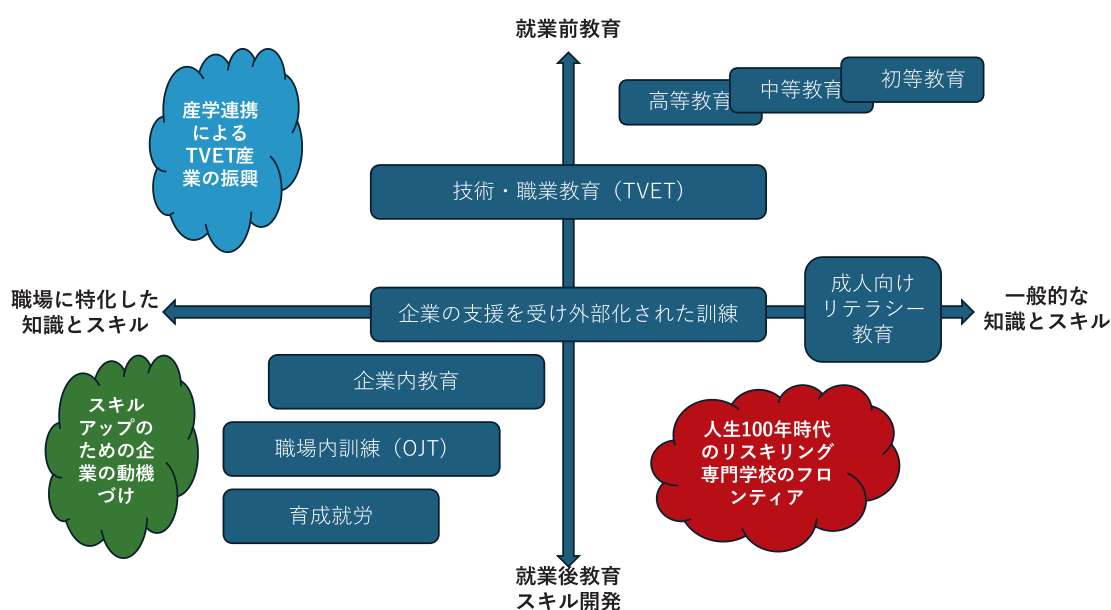 就業前教育
産学連携
による
TVET産
業の振興
高等教育
中等教育
初等教育
技術・職業教育（TVET）
職場に特化した
知識とスキル
企業の支援を受け外部化された訓練
成人向け
リテラシー
教育
一般的な
知識とスキル
スキル
アップの
ための企
業の動機
づけ
企業内教育
職場内訓練（OJT）
育成就労
人生100年時代
のリスキリング
専門学校のフロ
ンティア
就業後教育
スキル開発